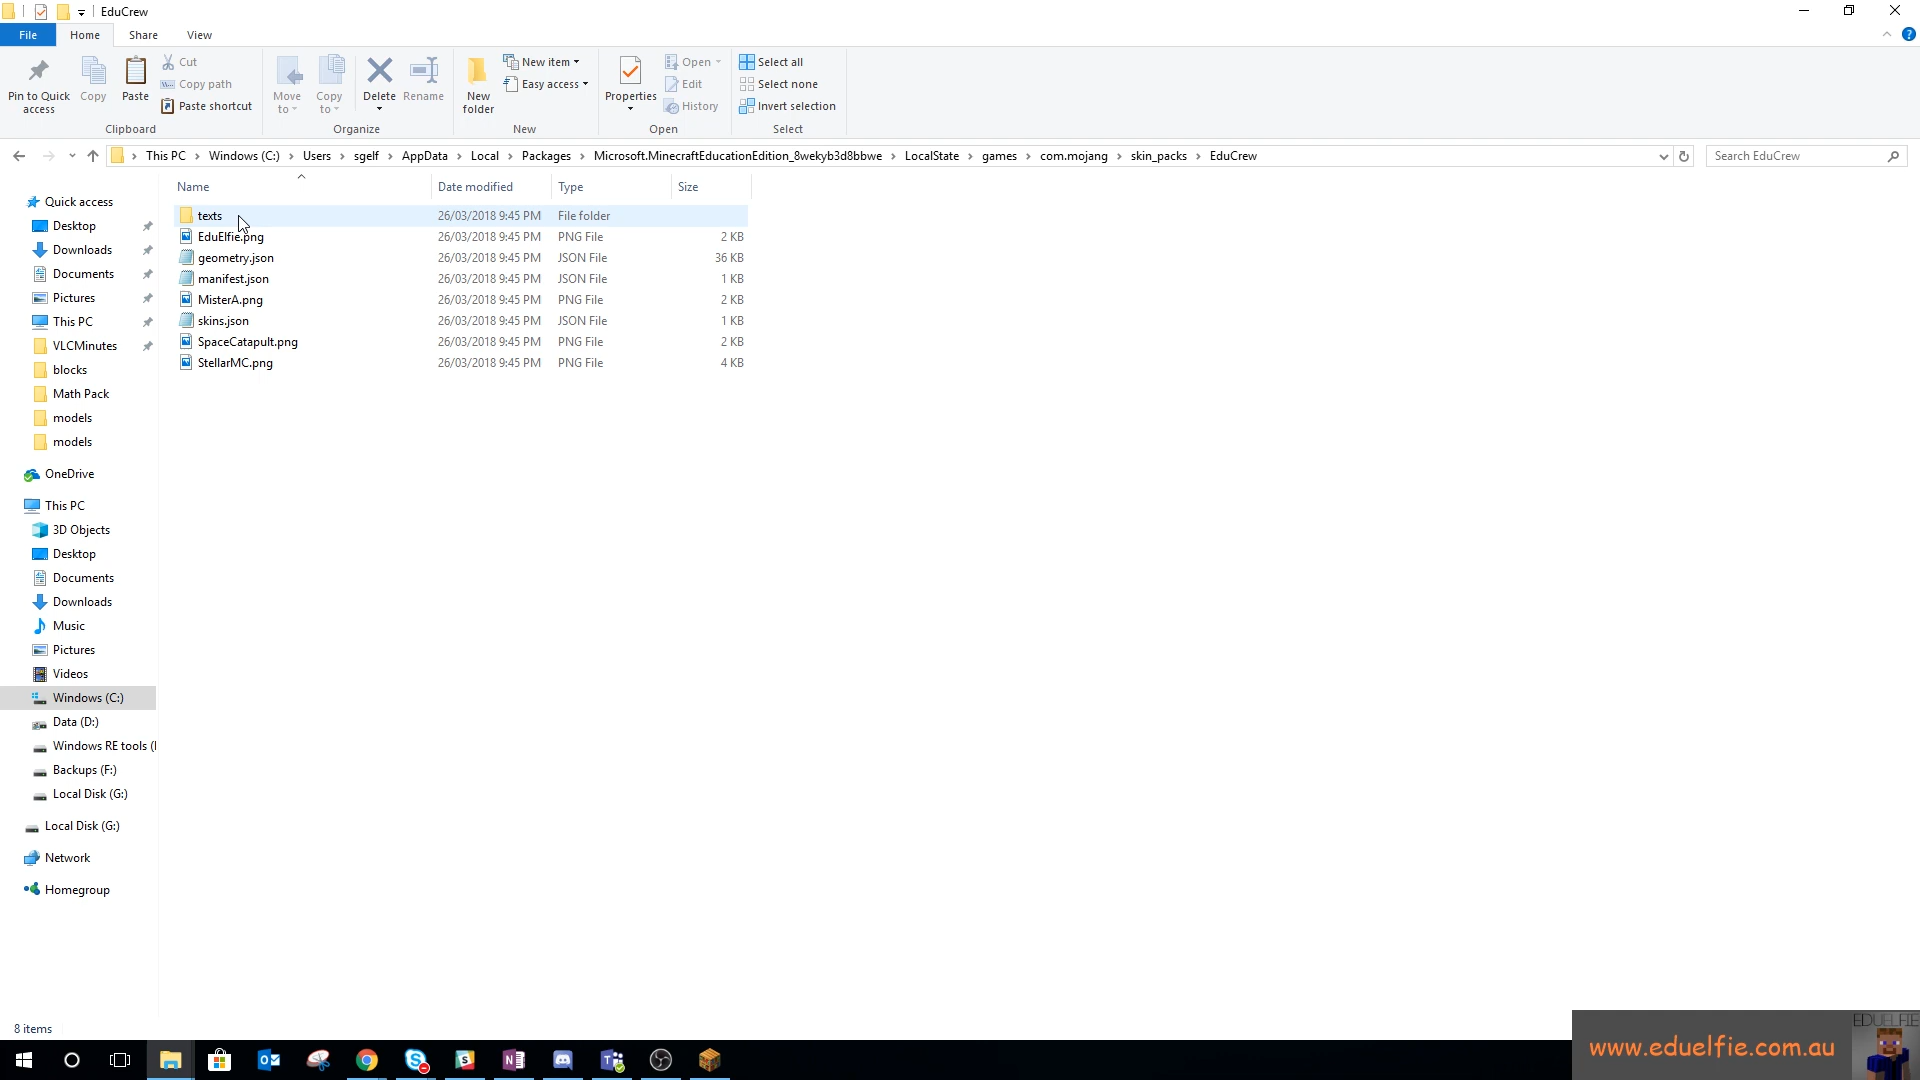 EduCrew
File
Home
Share
View
Pin to Quick access
Copy
Paste
Cut
Copy path
Paste shortcut
Clipboard
Move to
Copy to
Delete
Rename
Organize
New folder
New item
Easy access
New
Properties
Open
Edit
History
Open
Select all
Select none
Invert selection
Select
This PC
Windows (C:)
Users
sgelf
AppData
Local
Packages
Microsoft.MinecraftEducationEdition_8wekyb3d8bbwe
LocalState
games
com.mojang
skin_packs
EduCrew
Search EduCrew
Name Date modified Type Size
texts 26/03/2018 9:45 PM File folder
EduElfie.png 26/03/2018 9:45 PM PNG File 2 KB
geometry.json 26/03/2018 9:45 PM JSON File 36 KB
manifest.json 26/03/2018 9:45 PM JSON File 1 KB
MisterA.png 26/03/2018 9:45 PM PNG File 2 KB
skins.json 26/03/2018 9:45 PM JSON File 1 KB
SpaceCatapult.png 26/03/2018 9:45 PM PNG File 2 KB
StellarMC.png 26/03/2018 9:45 PM PNG File 4 KB
Quick access
Desktop
Downloads
Documents
Pictures
This PC
VLCMinutes
blocks
Math Pack
models
models
OneDrive
This PC
3D Objects
Desktop
Documents
Downloads
Music
Pictures
Videos
Windows (C:)
Data (D:)
Windows RE tools (
Backups (F:)
Local Disk (G:)
Local Disk (G:)
Network
Homegroup
8 items
www.eduelfie.com.au
EDUELFIE